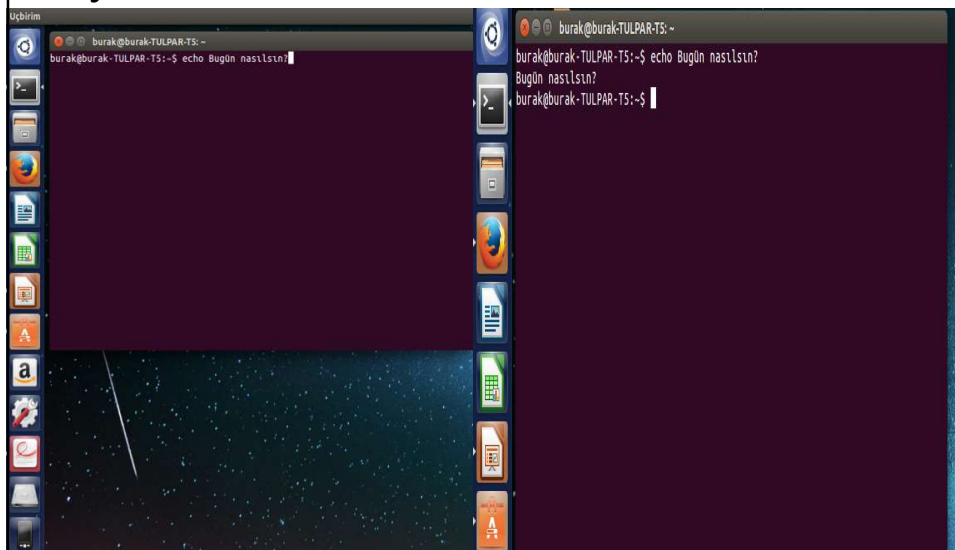 Uçbirim
burak@burak-TULPAR-T5: ~
burak@burak-TULPAR-T5:~$ echo Bugün nasılsın?
burak@burak-TULPAR-T5: ~
burak@burak-TULPAR-T5:~$ echo Bugün nasılsın?
Bugün nasılsın?
burak@burak-TULPAR-T5:~$